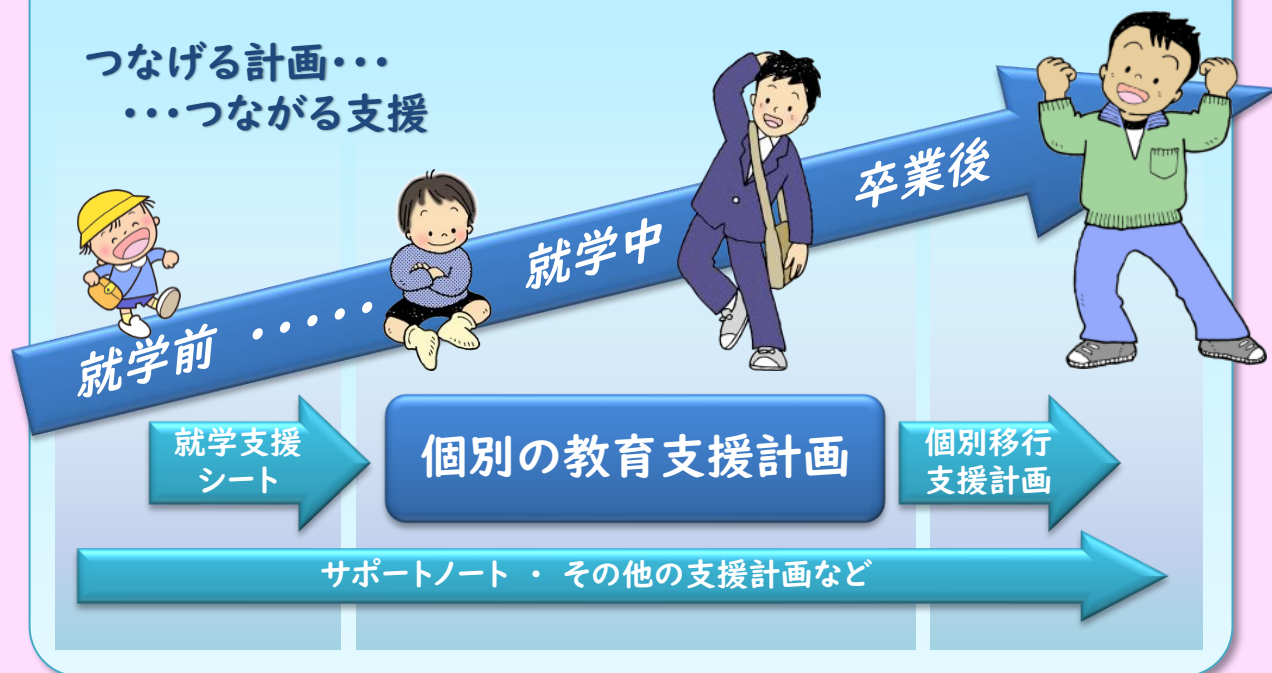 つなげる計画・・・
・・・つながる支援
就学前 ・・・・・
就学中
卒業後
就学支援
シート
個別の教育支援計画
個別移行
支援計画
サポートノート ・ その他の支援計画など